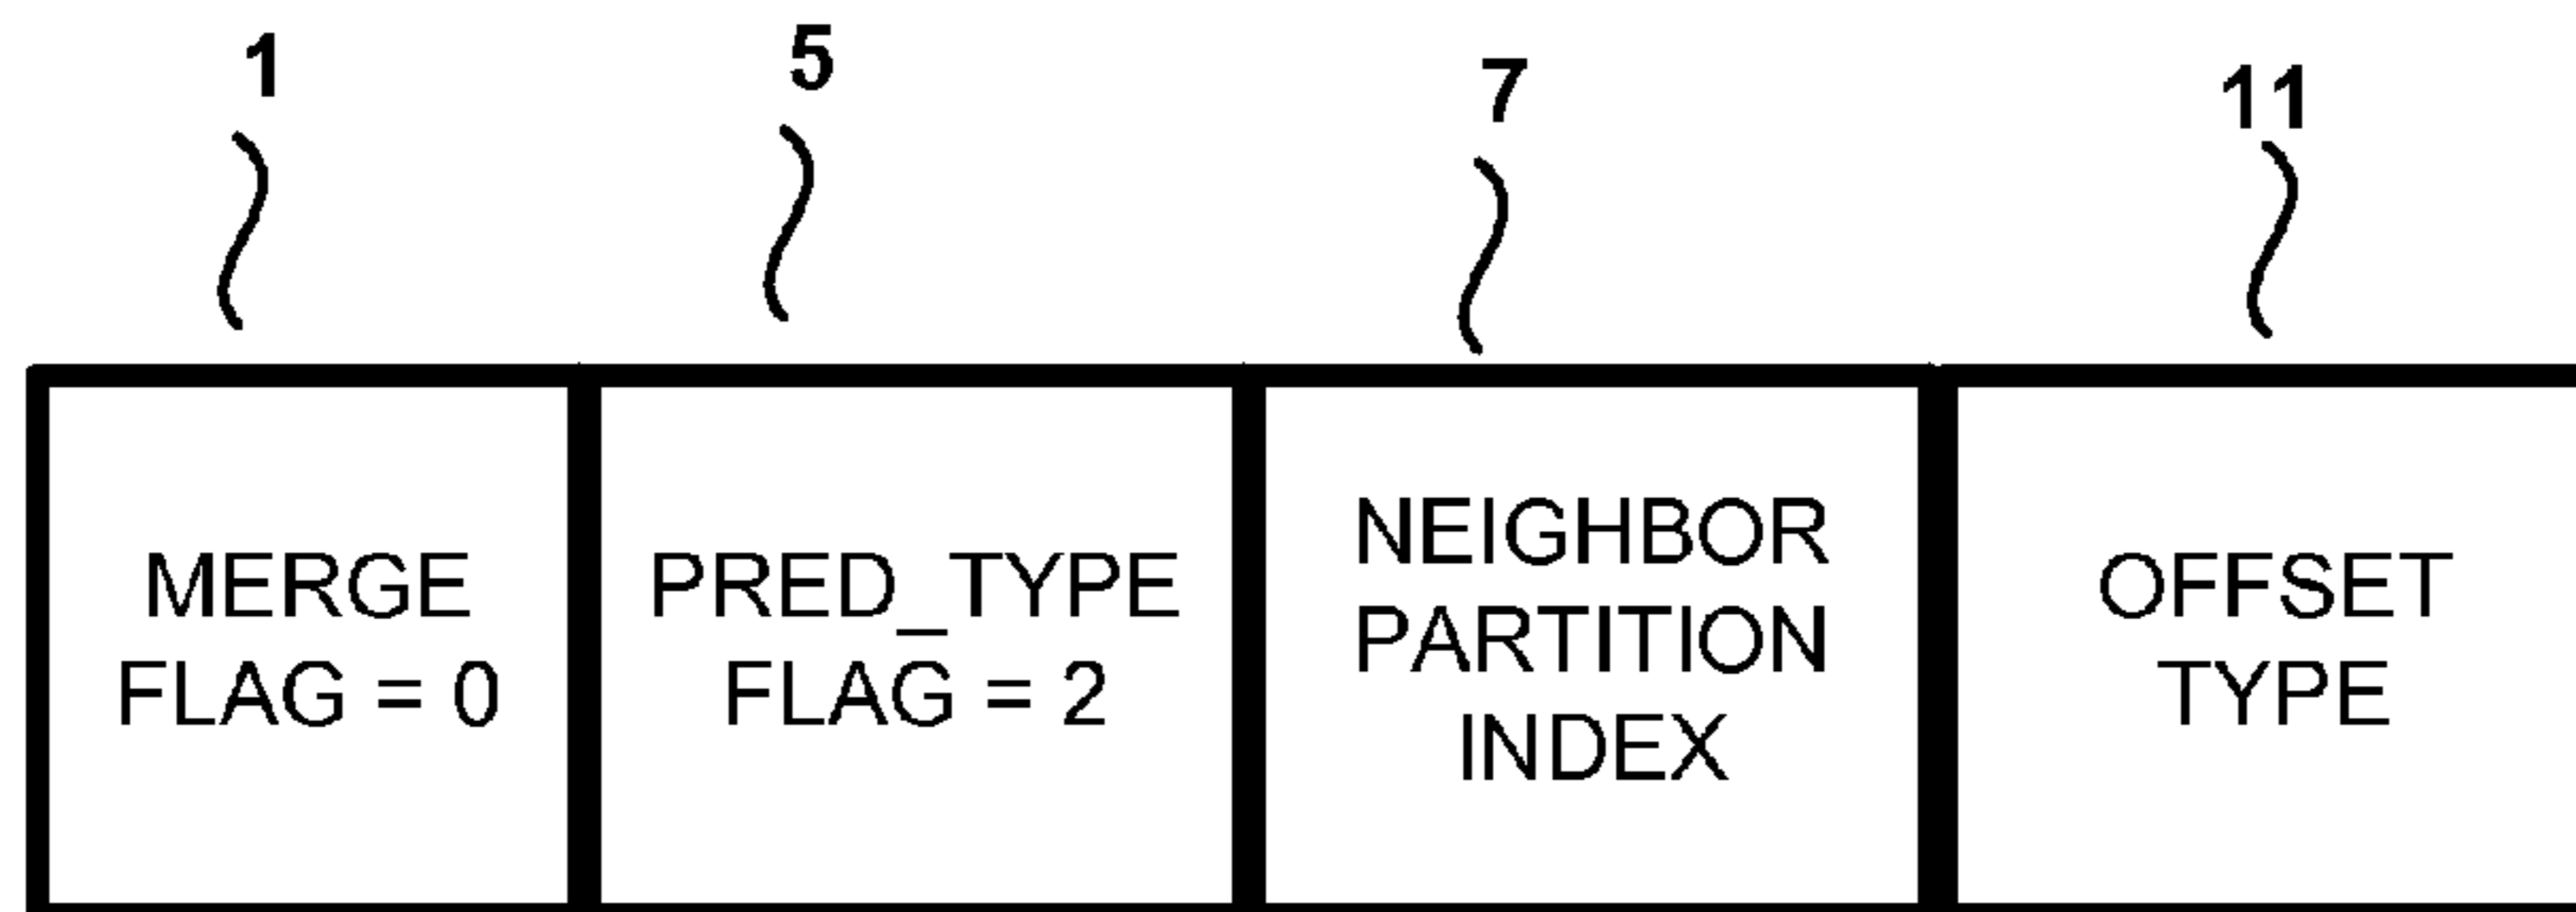 1 5 7 11
MERGE
FLAG = 0
PRED_TYPE
FLAG = 2
NEIGHBOR
PARTITION
INDEX
OFFSET
TYPE